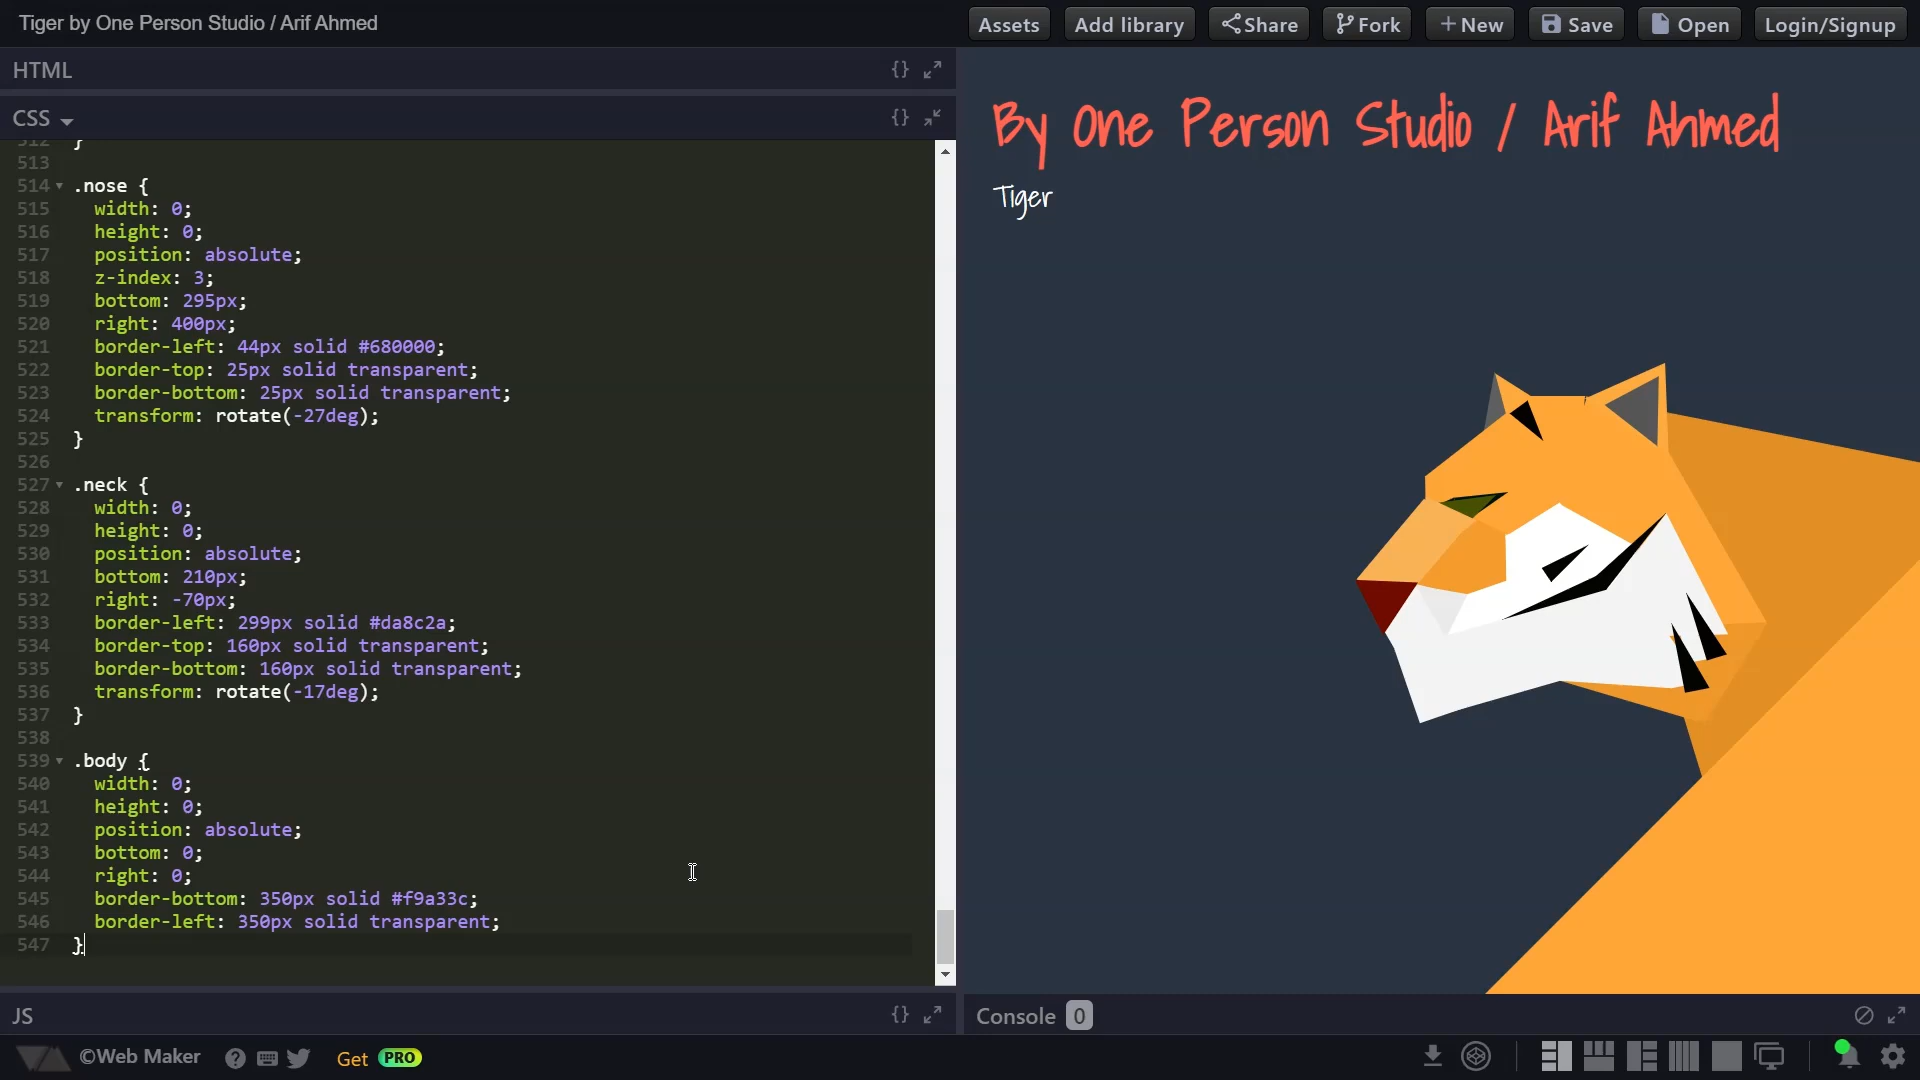 Tiger by One Person Studio / Arif Ahmed
Assets
Add library
Share
Fork
+ New
Save
Open
Login/Signup
HTML
{}
CSS
{}
512 }
513
514 .nose {
515 width: 0;
516 height: 0;
517 position: absolute;
518 z-index: 3;
519 bottom: 295px;
520 right: 400px;
521 border-left: 44px solid #680000;
522 border-top: 25px solid transparent;
523 border-bottom: 25px solid transparent;
524 transform: rotate(-27deg);
525 }
526
527 .neck {
528 width: 0;
529 height: 0;
530 position: absolute;
531 bottom: 210px;
532 right: -70px;
533 border-left: 299px solid #da8c2a;
534 border-top: 160px solid transparent;
535 border-bottom: 160px solid transparent;
536 transform: rotate(-17deg);
537 }
538
539 .body {
540 width: 0;
541 height: 0;
542 position: absolute;
543 bottom: 0;
544 right: 0;
545 border-bottom: 350px solid #f9a33c;
546 border-left: 350px solid transparent;
547 }
JS
{}
By One Person Studio / Arif Ahmed
Tiger
Console 0
©Web Maker
?
Get PRO